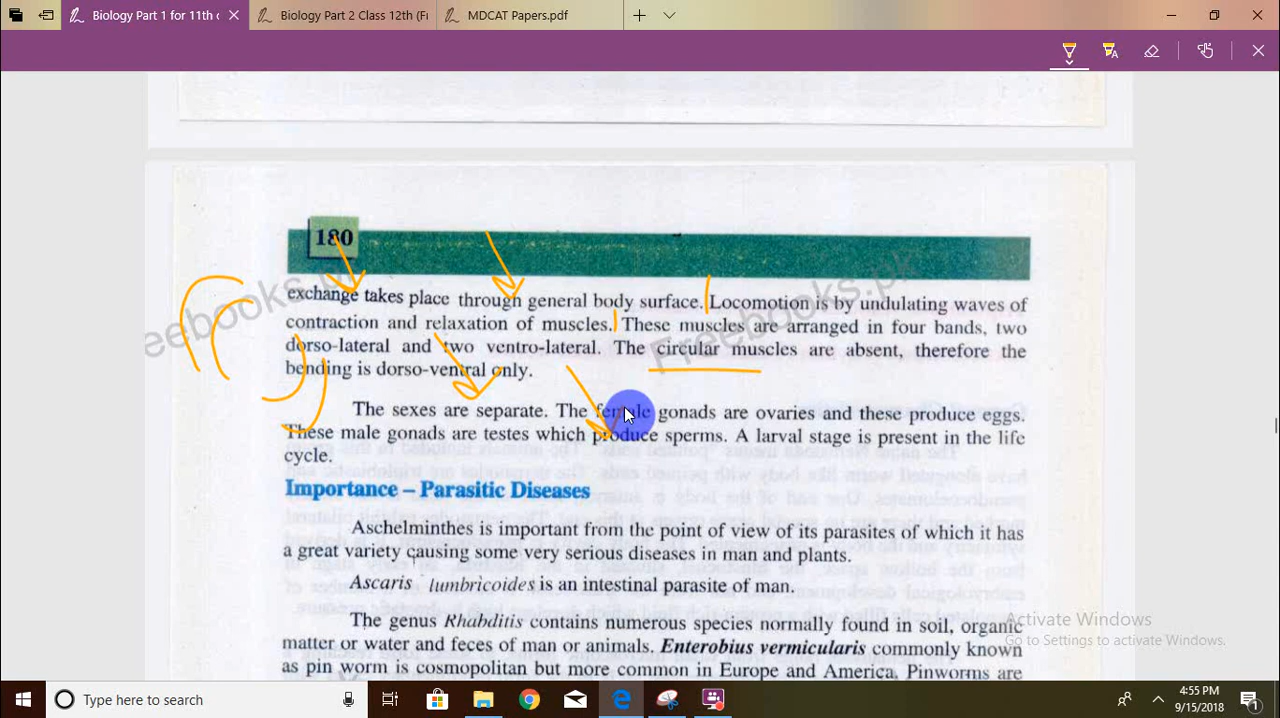 Biology Part 1 for 11th c
Biology Part 2 Class 12th (Fr
MDCAT Papers.pdf
180
exchange takes place through general body surface. Locomotion is by undulating waves of
contraction and relaxation of muscles. These muscles are arranged in four bands, two
dorso-lateral and two ventro-lateral. The circular muscles are absent, therefore the
bending is dorso-ventral only.
The sexes are separate. The female gonads are ovaries and these produce eggs.
These male gonads are testes which produce sperms. A larval stage is present in the life
cycle.
Importance – Parasitic Diseases
Aschelminthes is important from the point of view of its parasites of which it has
a great variety causing some very serious diseases in man and plants.
Ascaris lumbricoides is an intestinal parasite of man.
The genus Rhabditis contains numerous species normally found in soil, organic
matter or water and feces of man or animals. Enterobius vermicularis commonly known
as pin worm is cosmopolitan but more common in Europe and America. Pinworms are
Freebooks.pk
Activate Windows
Go to Settings to activate Windows.
Type here to search
4:55 PM
9/15/2018